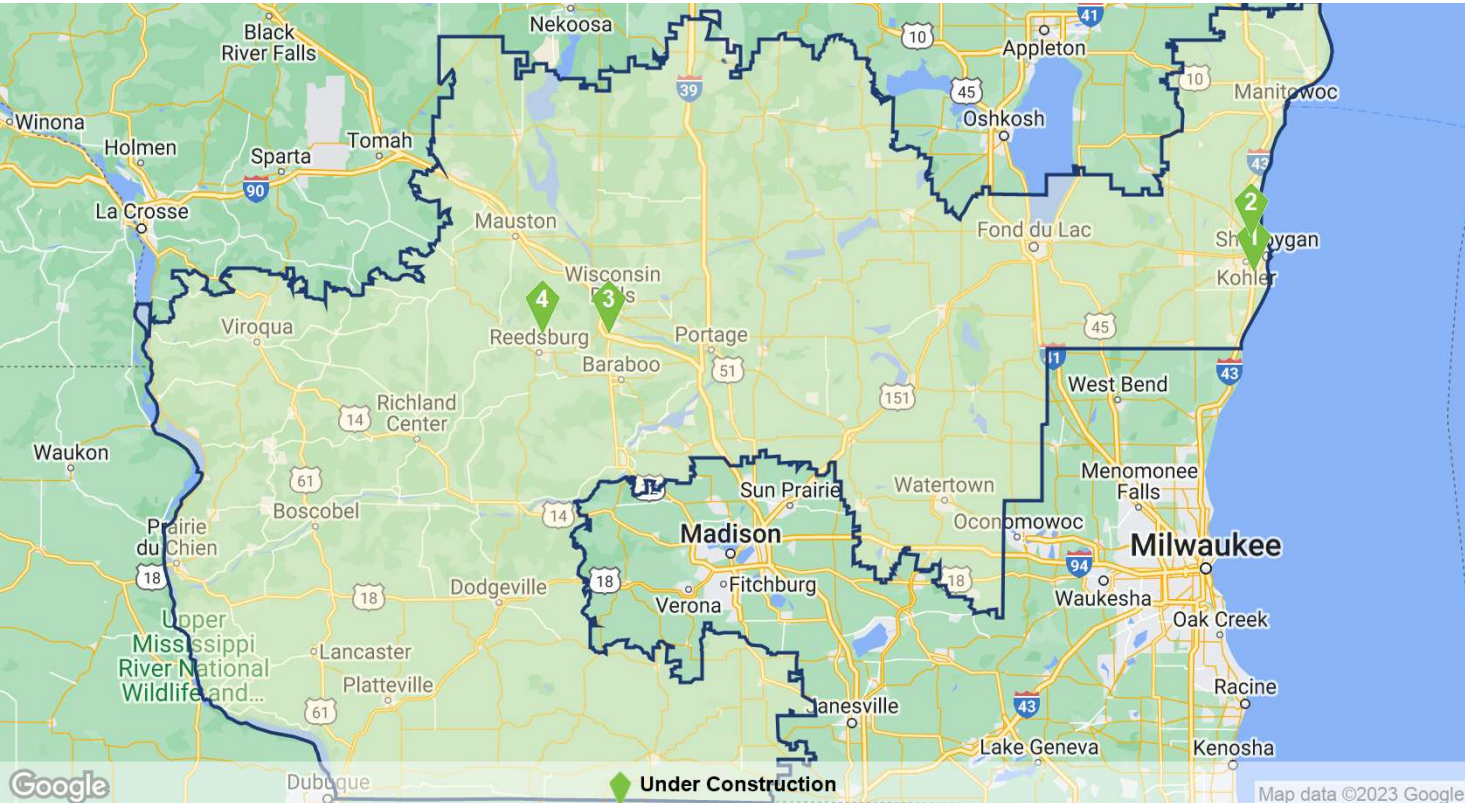 Nekoosa
41
Black
River Falls
10
Appleton
39
10
45
Manitowoc
Winona
Oshkosh
Holmen
Tomah
Sparta
43
90
La Crosse
2
Mauston
Fond du Lac
1
Kohler
Wisconsin
4
3
Viroqua
Reedsburg
Portage
45
Baraboo
51
41
43
West Bend
151
Richland
Center
14
Waukon
Menomonee
Falls
61
Sun Prairie
Watertown
Boscobel
14
Oconomowoc
Prairie
du Chien
Madison
Milwaukee
18
18
18
94
18
Dodgeville
Fitchburg
Verona
Waukesha
Upper
Mississippi
River National
Wildlife and...
Oak Creek
Lancaster
Platteville
Racine
61
Janesville
43
Lake Geneva
Kenosha
Google
Dubuque
Under Construction
Map data ©2023 Google